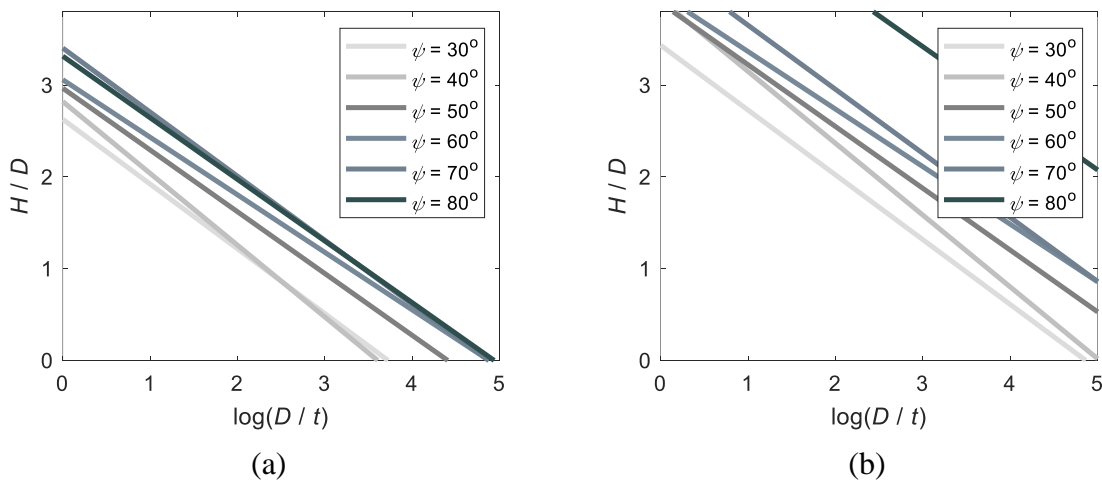 3
2
1
0
H / D
0 1 2 3 4 5
log(D / t)
ψ = 30°
ψ = 40°
ψ = 50°
ψ = 60°
ψ = 70°
ψ = 80°
(a)
3
2
1
0
H / D
0 1 2 3 4 5
log(D / t)
ψ = 30°
ψ = 40°
ψ = 50°
ψ = 60°
ψ = 70°
ψ = 80°
(b)